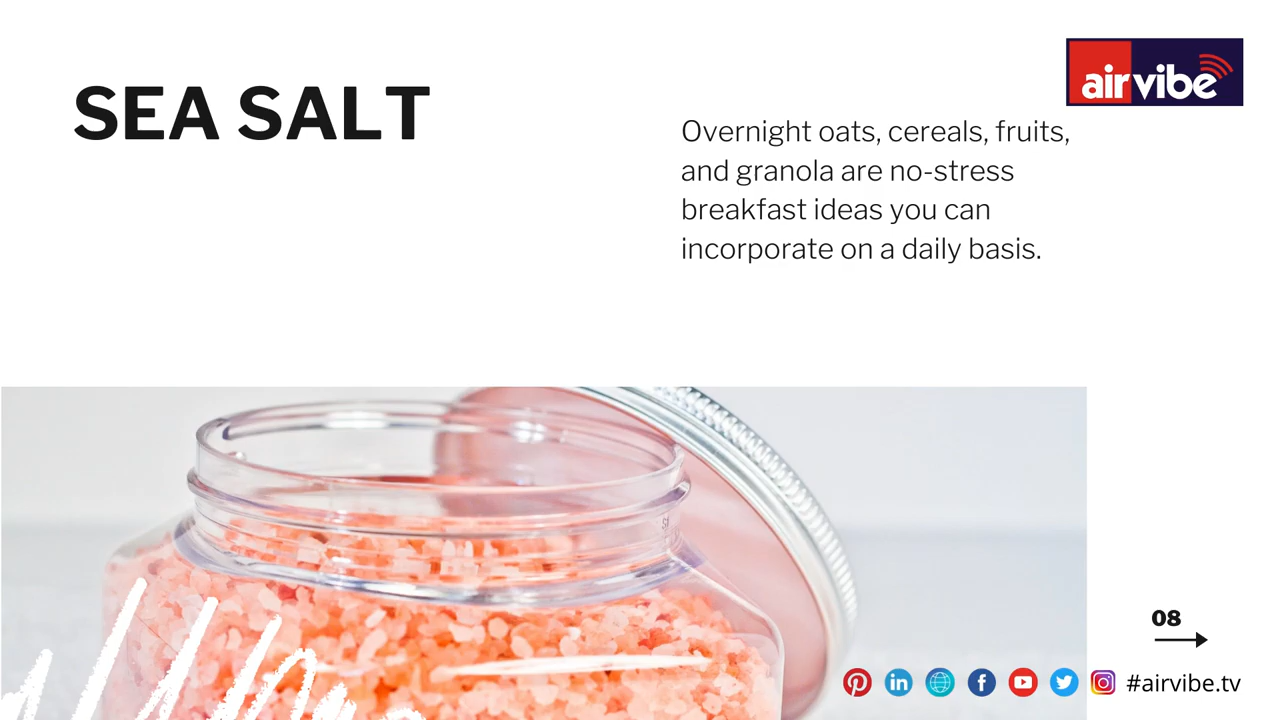 SEA SALT
airvibe
Overnight oats, cereals, fruits,
and granola are no-stress
breakfast ideas you can
incorporate on a daily basis.
08
#airvibe.tv